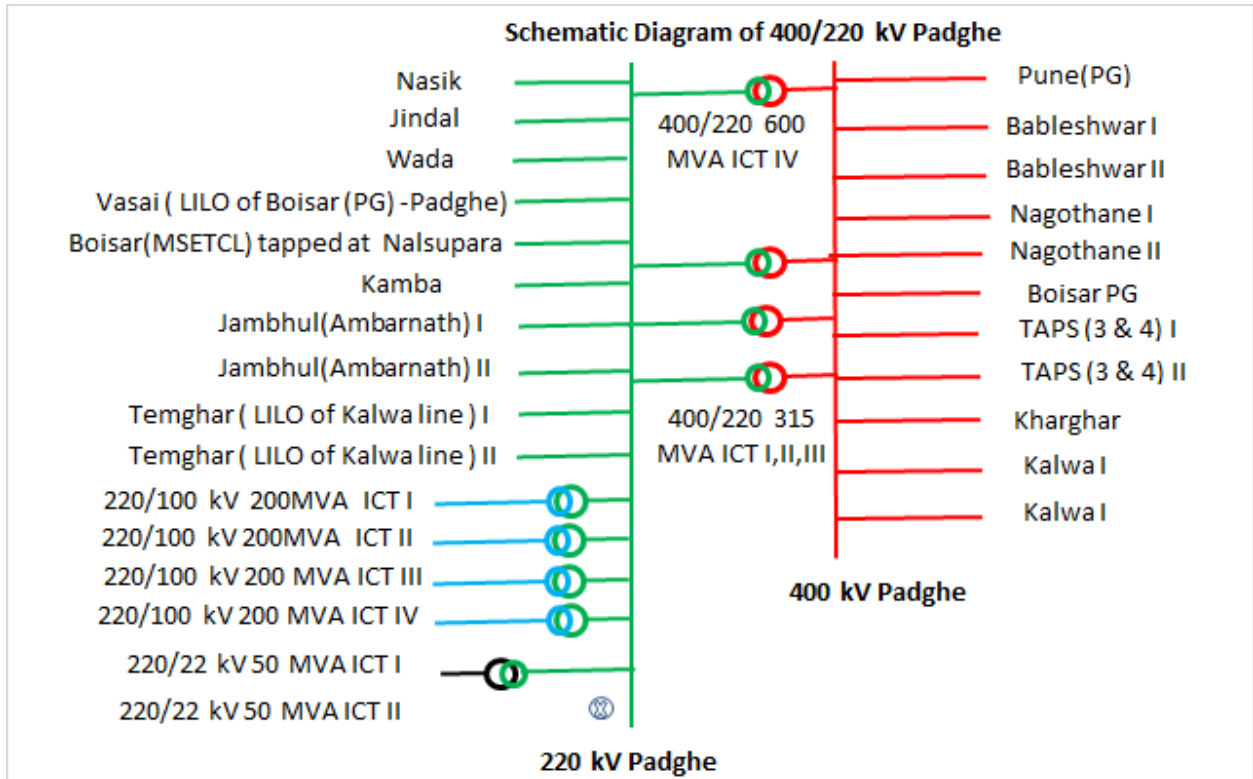 Schematic Diagram of 400/220 kV Padghe
Nasik
Jindal
Wada
Vasai ( LILO of Boisar (PG) -Padghe)
Boisar(MSETCL) tapped at Nalsupara
Kamba
Jambhul(Ambarnath) I
Jambhul(Ambarnath) II
Temghar ( LILO of Kalwa line ) I
Temghar ( LILO of Kalwa line ) II
220/100 kV 200MVA ICT I
220/100 kV 200MVA ICT II
220/100 kV 200 MVA ICT III
220/100 kV 200 MVA ICT IV
220/22 kV 50 MVA ICT I
220/22 kV 50 MVA ICT II
220 kV Padghe
400/220 600
MVA ICT IV
400/220 315
MVA ICT I,II,III
Pune(PG)
Bableshwar I
Bableshwar II
Nagothane I
Nagothane II
Boisar PG
TAPS (3 & 4) I
TAPS (3 & 4) II
Kharghar
Kalwa I
Kalwa I
400 kV Padghe